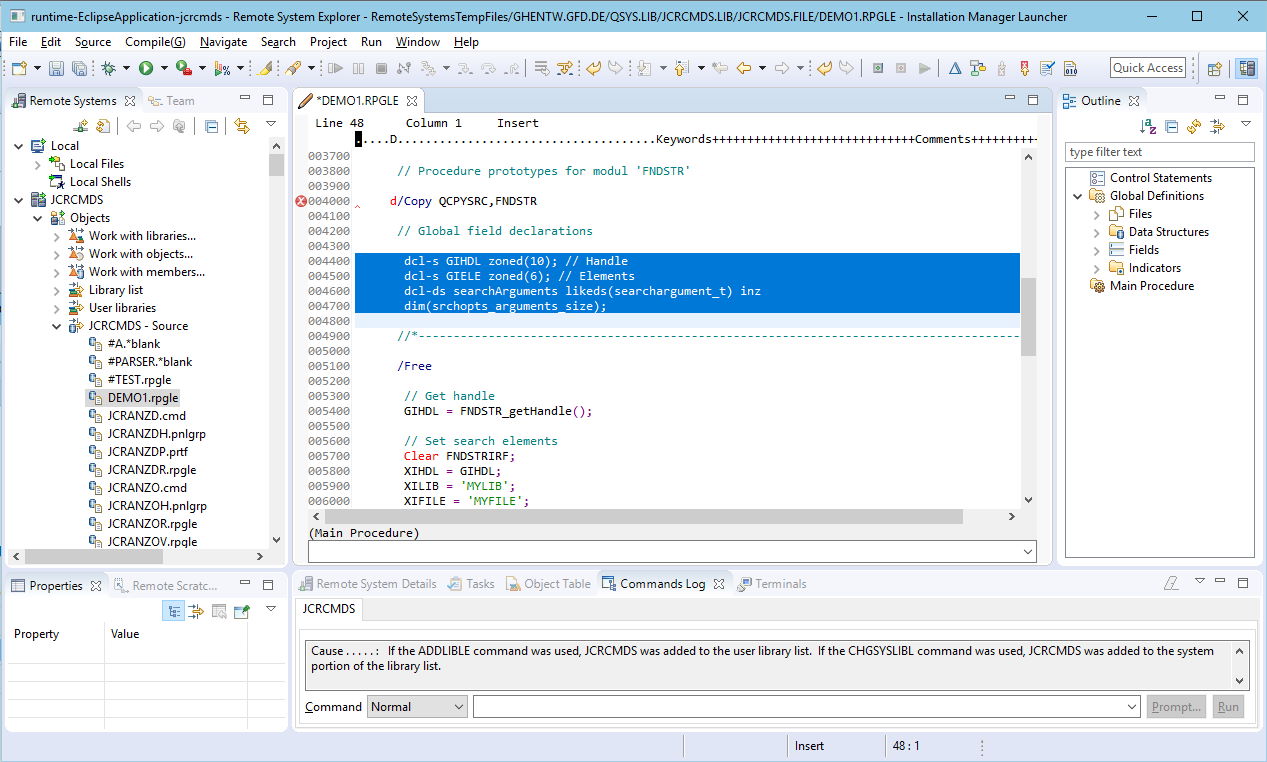 runtime-EclipseApplication-jcrcmds - Remote System Explorer - RemoteSystemsTempFiles/GHENTW.GFD.DE/QSYS.LIB/JCRCMDS.LIB/JCRCMDS.FILE/DEMO1.RPGLE - Installation Manager Launcher
File Edit Source Compile(G) Navigate Search Project Run Window Help
Quick Access
Remote Systems Team
Local
Local Files
Local Shells
JCRCMDS
Objects
Work with libraries...
Work with objects...
Work with members...
Library list
User libraries
JCRCMDS - Source
#A.*blank
#PARSER.*blank
#TEST.rpgle
DEMO1.rpgle
JCRANZD.cmd
JCRANZDH.pnlgrp
JCRANZDP.prtf
JCRANZDR.rpgle
JCRANZO.cmd
JCRANZOH.pnlgrp
JCRANZOR.rpgle
JCRANZOV.rpgle
*DEMO1.RPGLE
Line 48 Column 1 Insert
.....D.....................................Keywords+++++++++++++++++++++++++++++Comments++++++++++
003700
003800 // Procedure prototypes for modul 'FNDSTR'
003900
004000 d/Copy QCPYSRC,FNDSTR
004100
004200 // Global field declarations
004300
004400 dcl-s GIHDL zoned(10); // Handle
004500 dcl-s GIELE zoned(6); // Elements
004600 dcl-ds searchArguments likeds(searchargument_t) inz
004700 dim(srchopts_arguments_size);
004800
004900 //*---------------------------------------------------------------------------------------
005000
005100 /Free
005200
005300 // Get handle
005400 GIHDL = FNDSTR_getHandle();
005500
005600 // Set search elements
005700 Clear FNDSTRIRF;
005800 XIHDL = GIHDL;
005900 XILIB = 'MYLIB';
006000 XIFILE = 'MYFILE';
(Main Procedure)
Outline
type filter text
Control Statements
Global Definitions
Files
Data Structures
Fields
Indicators
Main Procedure
Properties Remote Scratc...
Property Value
Remote System Details Tasks Object Table Commands Log Terminals
JCRCMDS
Cause . . . . . : If the ADDLIBLE command was used, JCRCMDS was added to the user library list. If the CHGSYSLIBL command was used, JCRCMDS was added to the system
portion of the library list.
Command Normal Prompt... Run
Insert 48 : 1